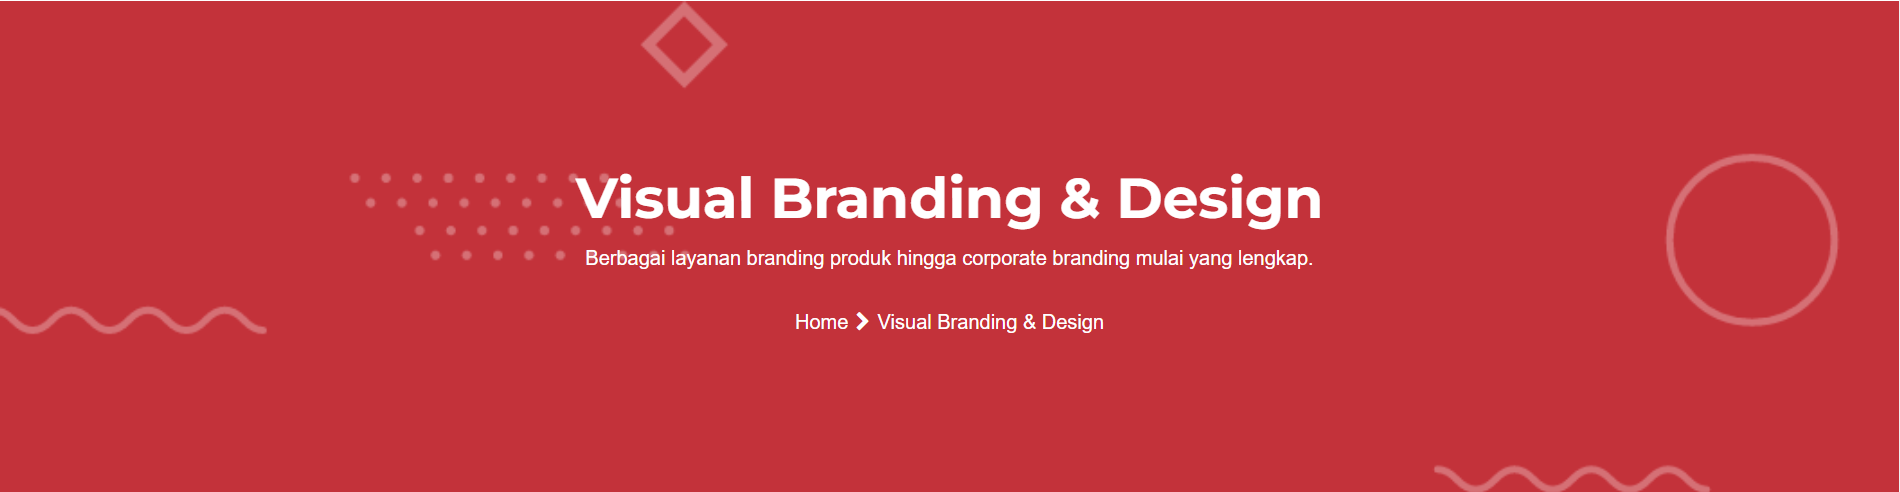 Visual Branding & Design
Berbagai layanan branding produk hingga corporate branding mulai yang lengkap.
Home > Visual Branding & Design